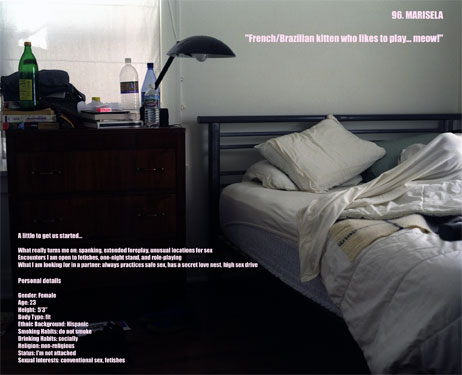 96. MARISELA
"French/Brazilian kitten who likes to play... meow!"
A little to get us started...
What really turns me on: spanking, extended foreplay, unusual locations for sex
Encounters I am open to fetishes, one-night stand, and role-playing
What I am looking for in a partner: always practices safe sex, has a secret love nest, high sex drive
Personal details
Gender: Female
Age: 23
Height: 5'3"
Body Type: fit
Ethnic Background: Hispanic
Smoking Habits: do not smoke
Drinking Habits: socially
Religion: non-religious
Status: I'm not attached
Sexual Interests: conventional sex, fetishes